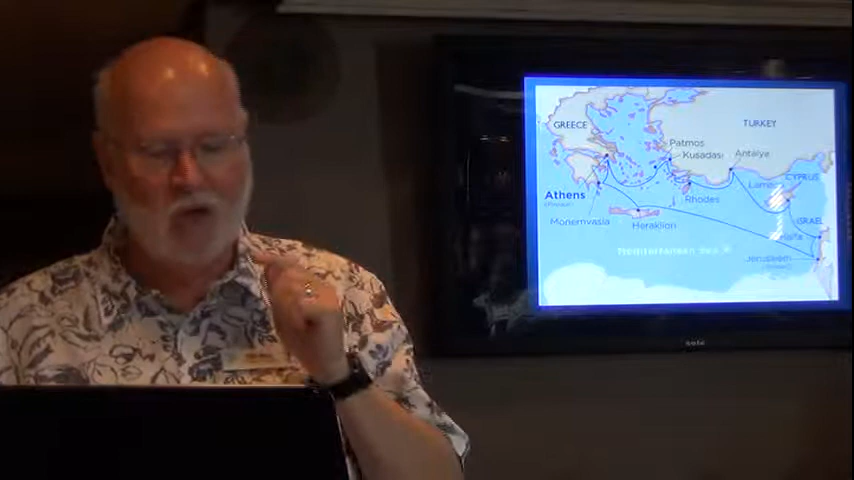 GREECE
TURKEY
Patmos
Kusadasi
Antalya
CYPRUS
Athens
Rhodes
ISRAEL
Monemvasia
Heraklion
Haifa
Mediterranean Sea
Jerusalem